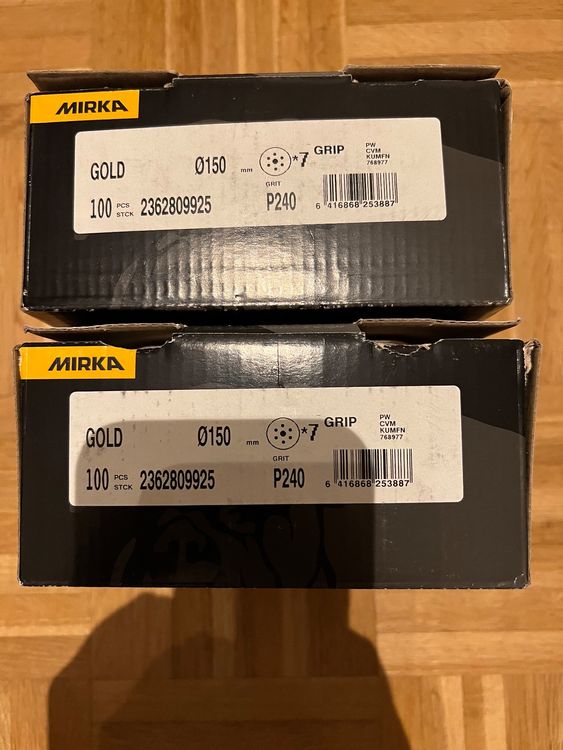 MIRKA
GOLD Ø150 mm *7 GRIP
PW
CVM
KUMFN
768977
GRIT
100 PCS STCK 2362809925 P240
6 416868 253887
MIRKA
GOLD Ø150 mm *7 GRIP
PW
CVM
KUMFN
768977
GRIT
100 PCS STCK 2362809925 P240
6 416868 253887